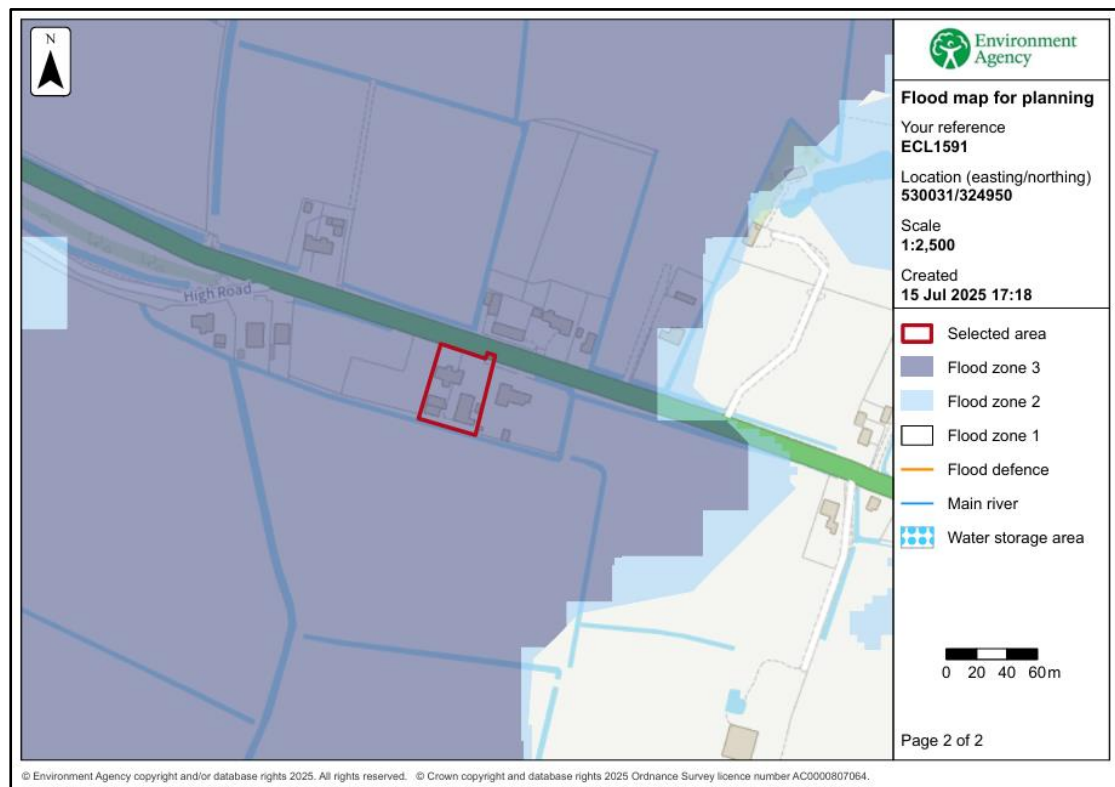 N
High Road
Environment
Agency
Flood map for planning
Your reference
ECL1591
Location (easting/northing)
530031/324950
Scale
1:2,500
Created
15 Jul 2025 17:18
Selected area
Flood zone 3
Flood zone 2
Flood zone 1
Flood defence
Main river
Water storage area
0 20 40 60m
Page 2 of 2
© Environment Agency copyright and/or database rights 2025. All rights reserved. © Crown copyright and database rights 2025 Ordnance Survey licence number AC0000807064.